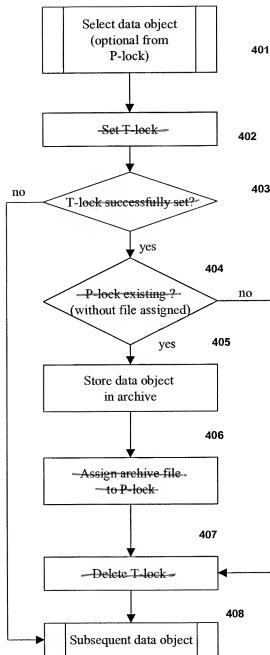 Select data object
(optional from
P-lock)
401
Set T-lock
402
403
no
T-lock successfully set?
yes
404
P-lock existing ?
(without file assigned)
no
yes
405
Store data object
in archive
406
Assign archive file
to P-lock
407
Delete T-lock
408
Subsequent data object